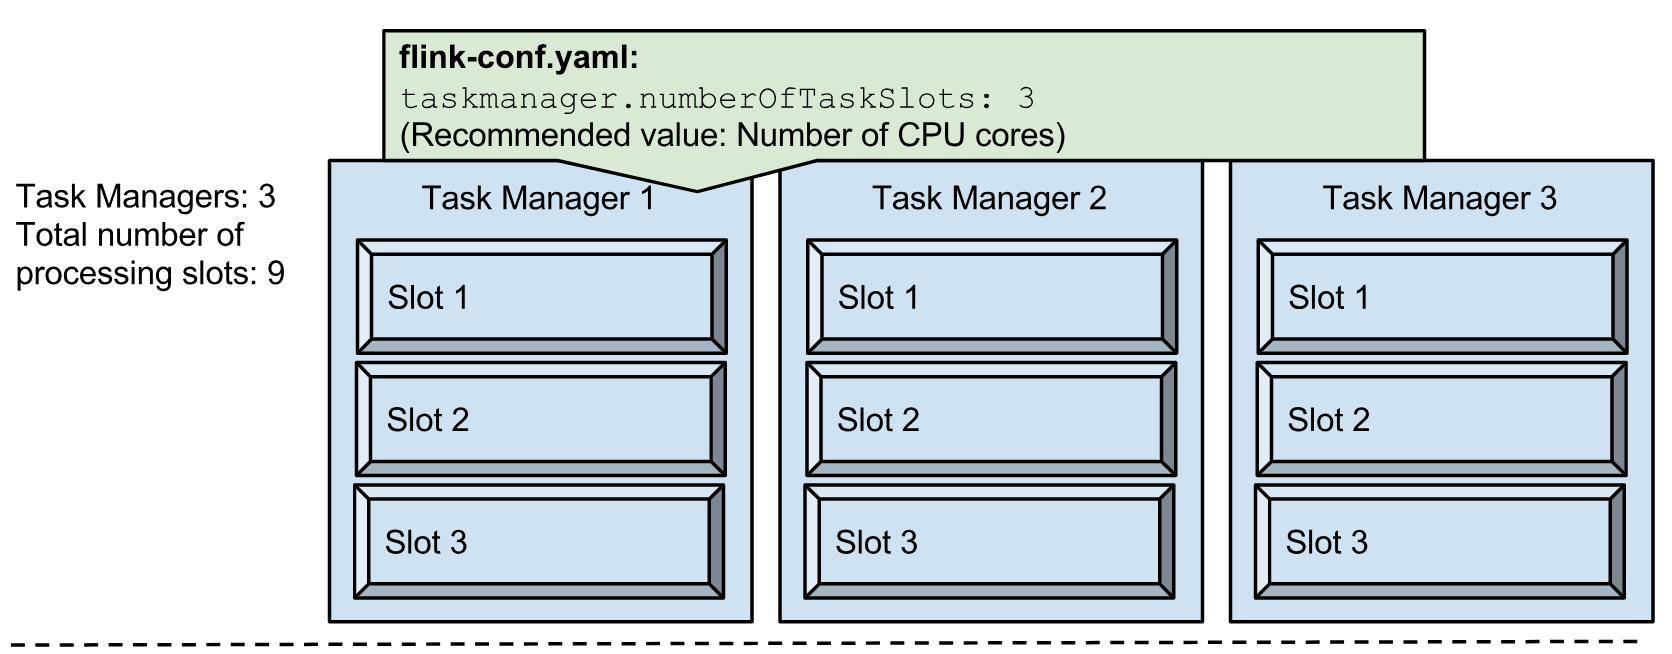 flink-conf.yaml:
taskmanager.numberOfTaskSlots: 3
(Recommended value: Number of CPU cores)
Task Managers: 3
Total number of
processing slots: 9
Task Manager 1
Slot 1
Slot 2
Slot 3
Task Manager 2
Slot 1
Slot 2
Slot 3
Task Manager 3
Slot 1
Slot 2
Slot 3